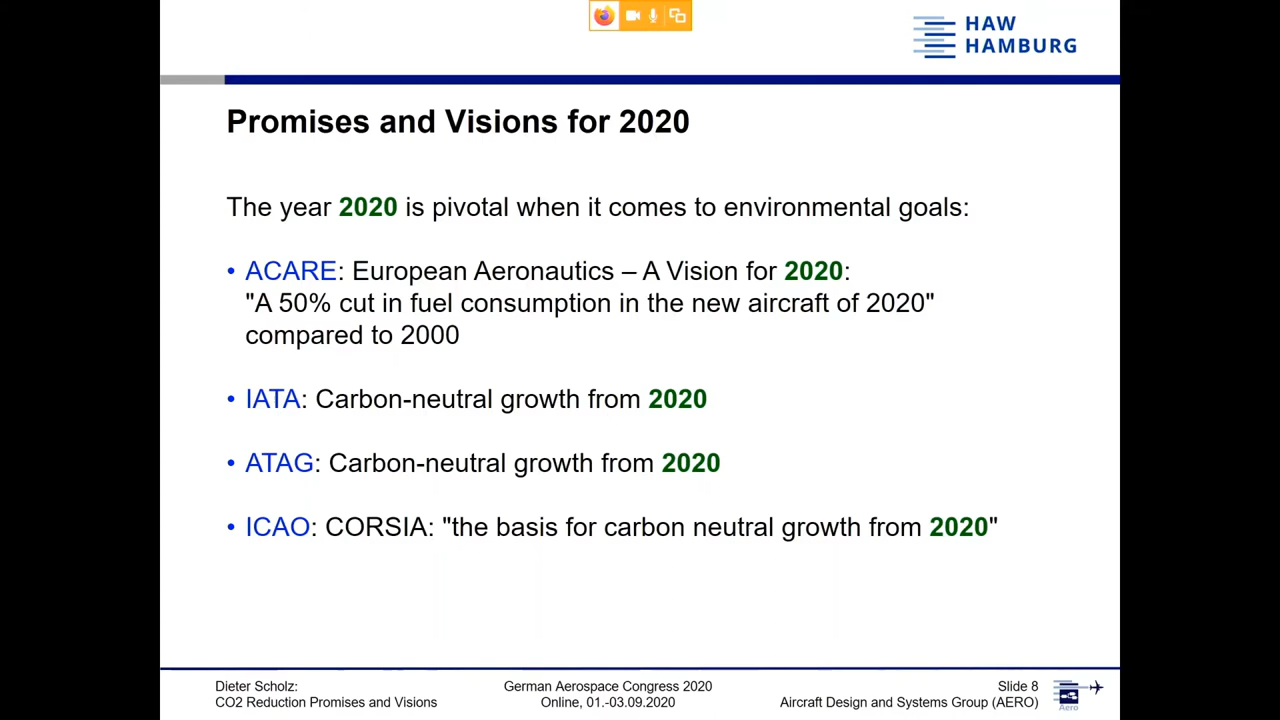 HAW
HAMBURG
Promises and Visions for 2020
The year 2020 is pivotal when it comes to environmental goals:
• ACARE: European Aeronautics – A Vision for 2020:
"A 50% cut in fuel consumption in the new aircraft of 2020"
compared to 2000
• IATA: Carbon-neutral growth from 2020
• ATAG: Carbon-neutral growth from 2020
• ICAO: CORSIA: "the basis for carbon neutral growth from 2020"
Dieter Scholz:
CO2 Reduction Promises and Visions
German Aerospace Congress 2020
Online, 01.-03.09.2020
Slide 8
Aircraft Design and Systems Group (AERO)
Aero